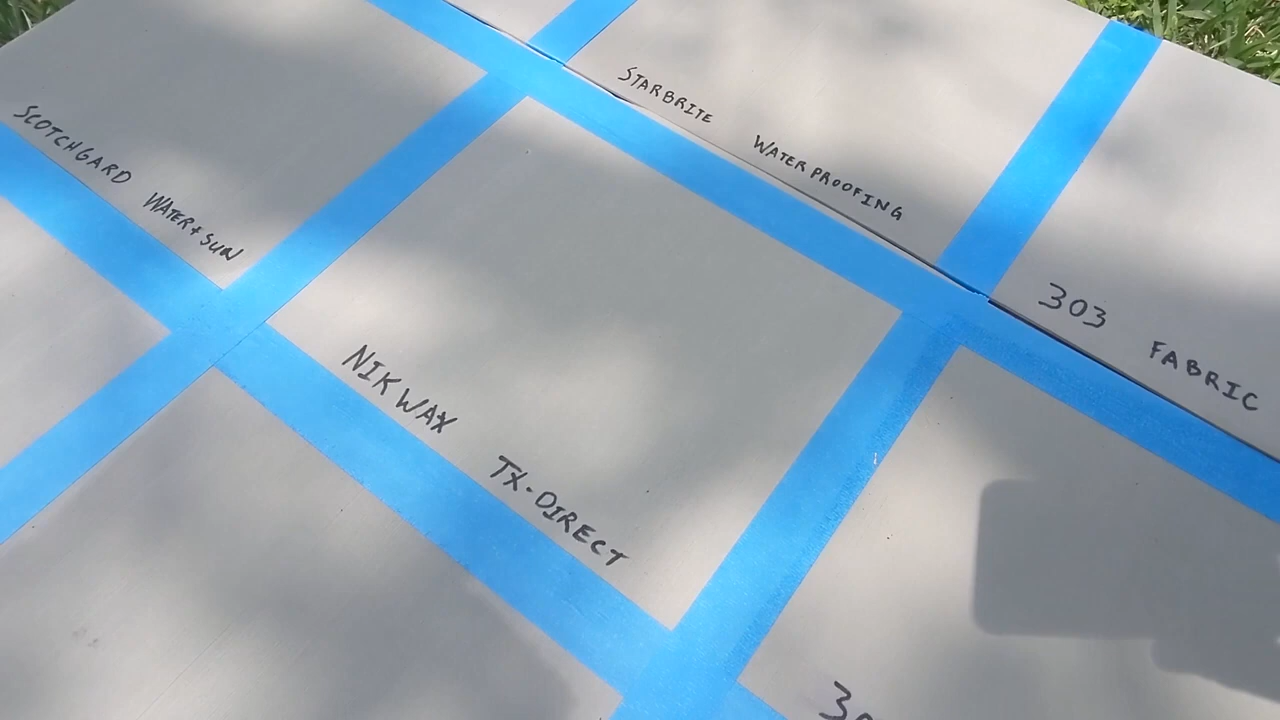 STARBRITE WATERPROOFING
SCOTCHGARD WATER+SUN
303 FABRIC
NIKWAX TX-DIRECT